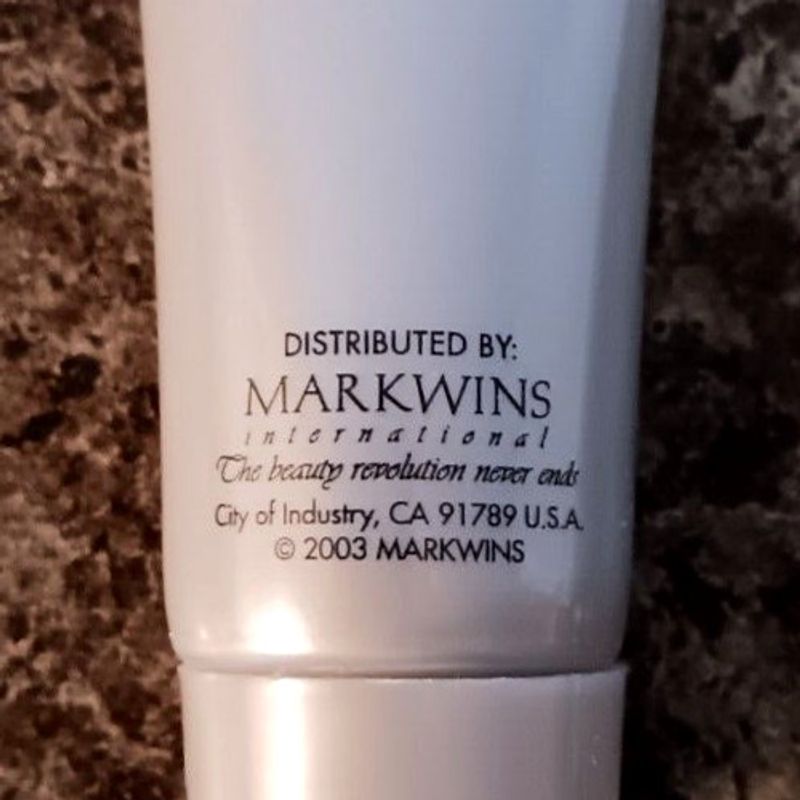 DISTRIBUTED BY:
MARKWINS
international
The beauty revolution never ends
City of Industry, CA 91789 U.S.A.
© 2003 MARKWINS